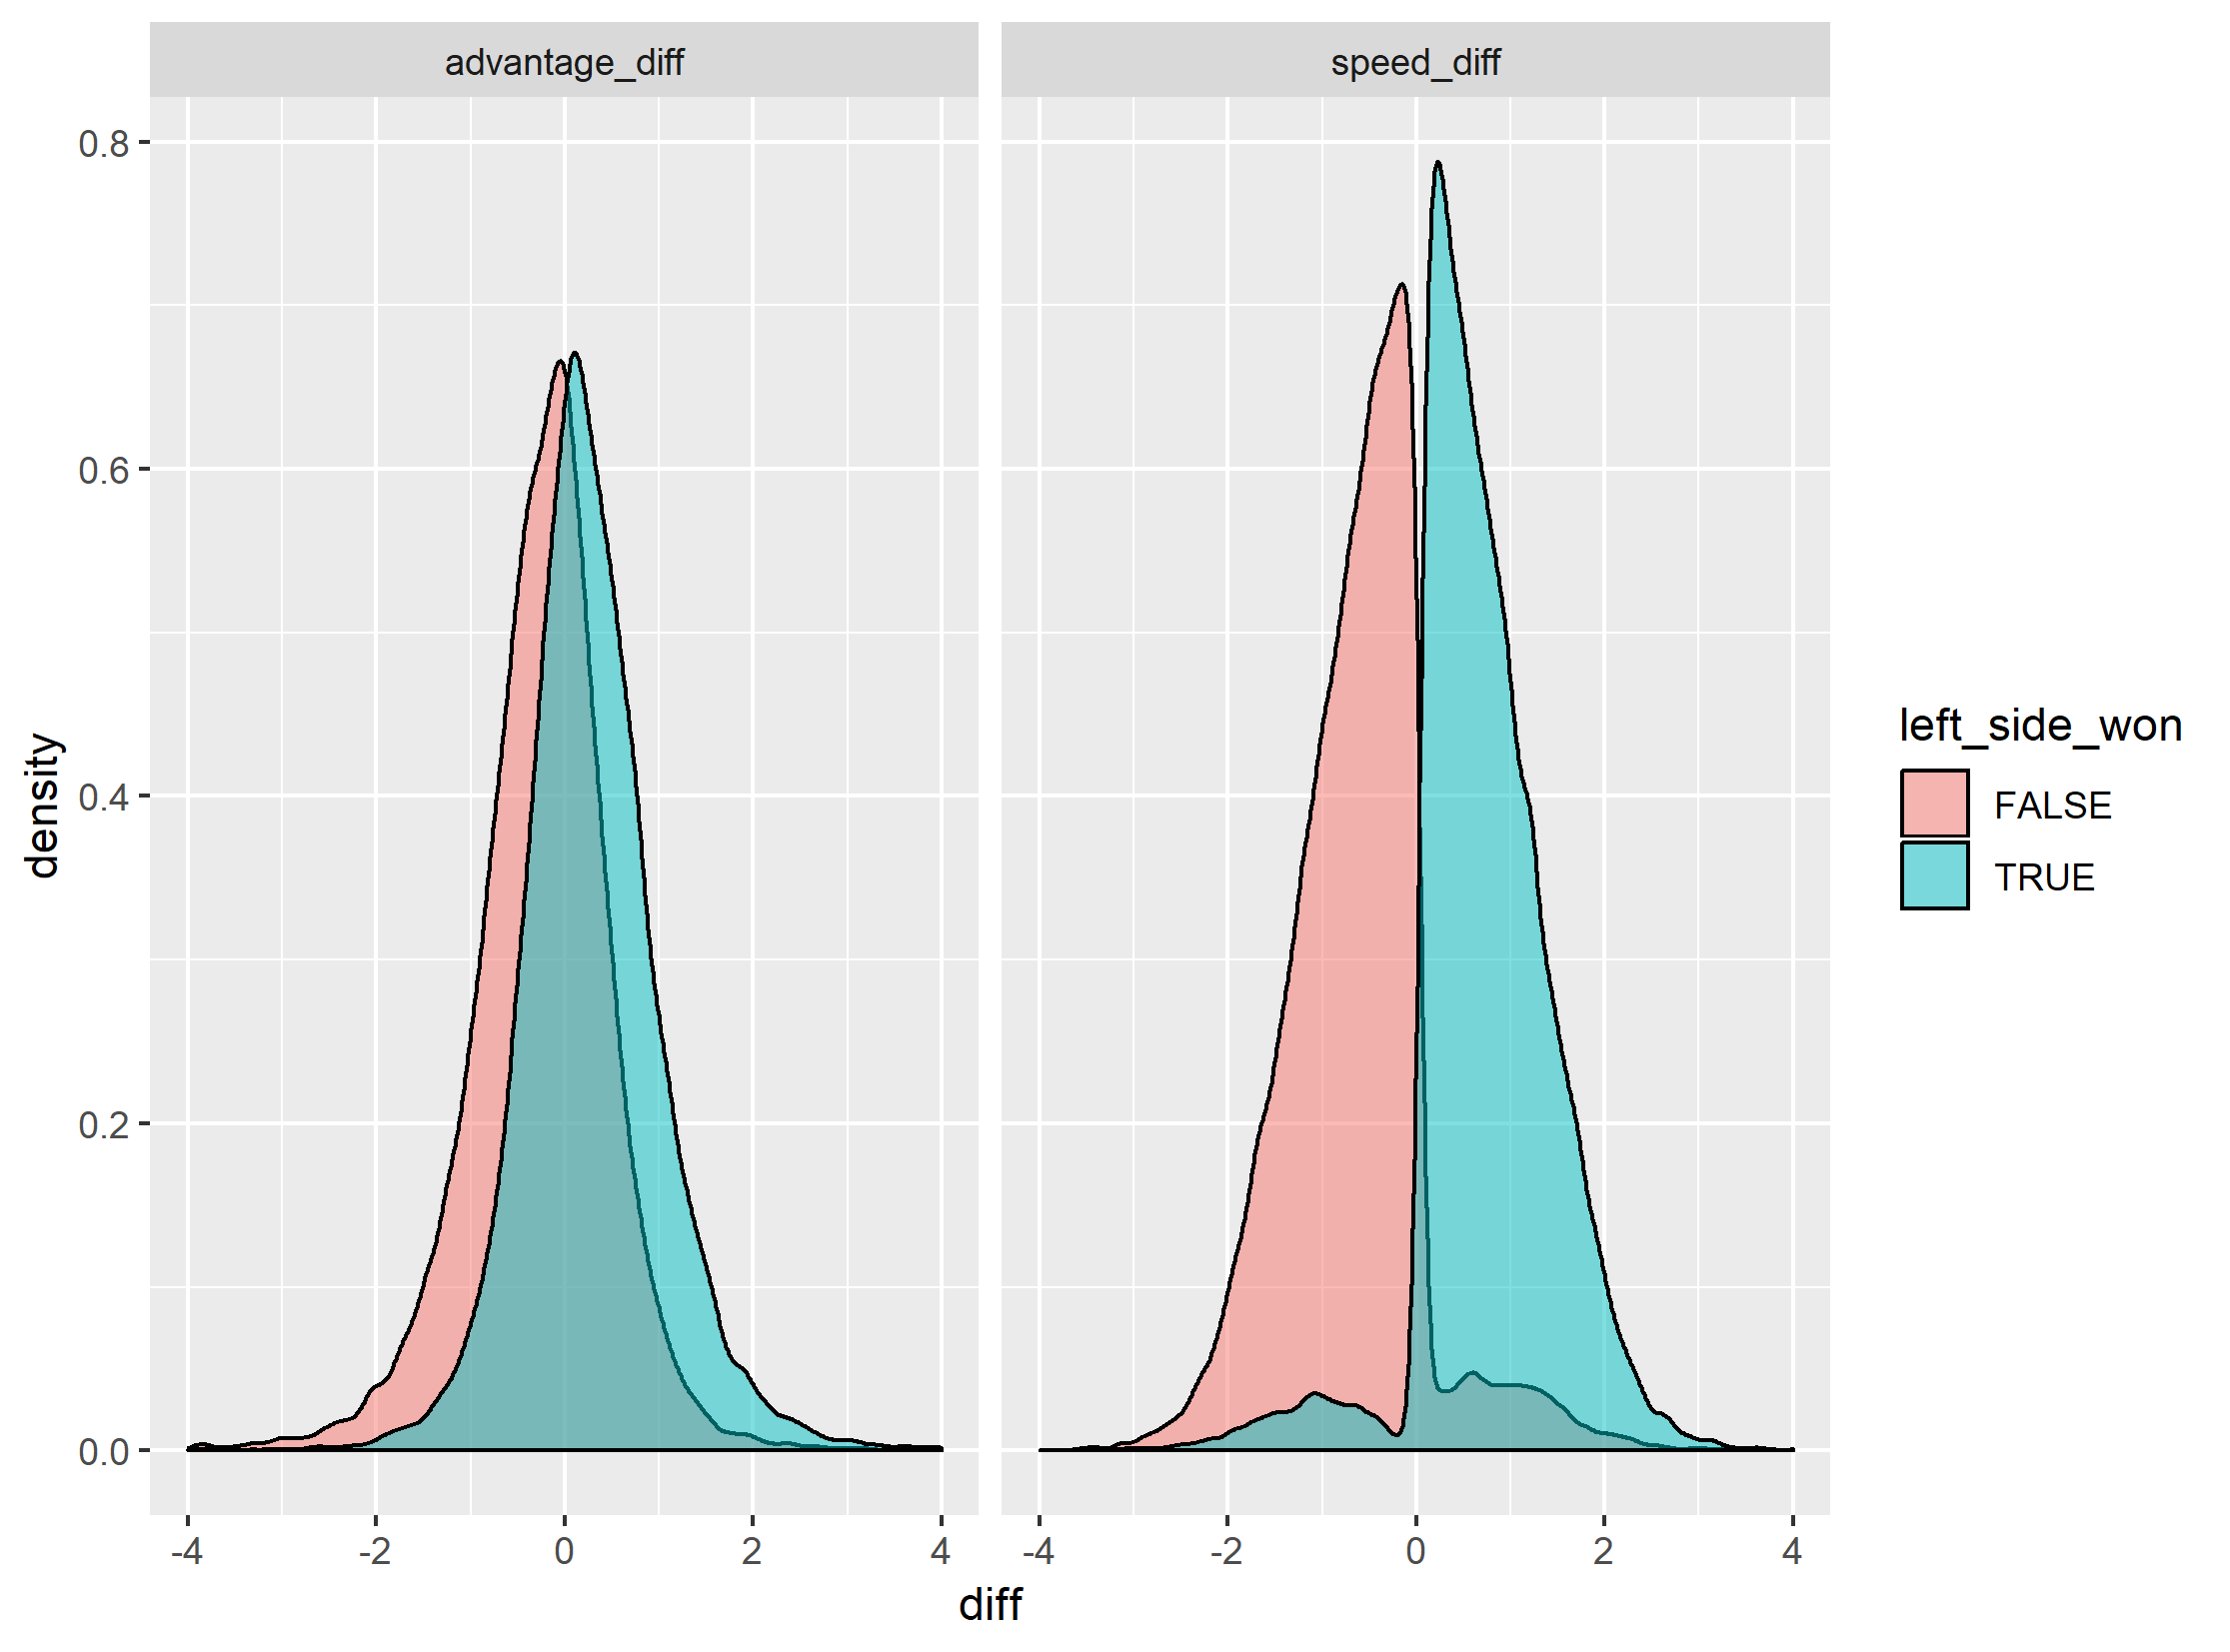 advantage_diff
speed_diff
0.8
0.6
0.4
0.2
0.0
density
-4 -2 0 2 4
-4 -2 0 2 4
diff
left_side_won
FALSE
TRUE